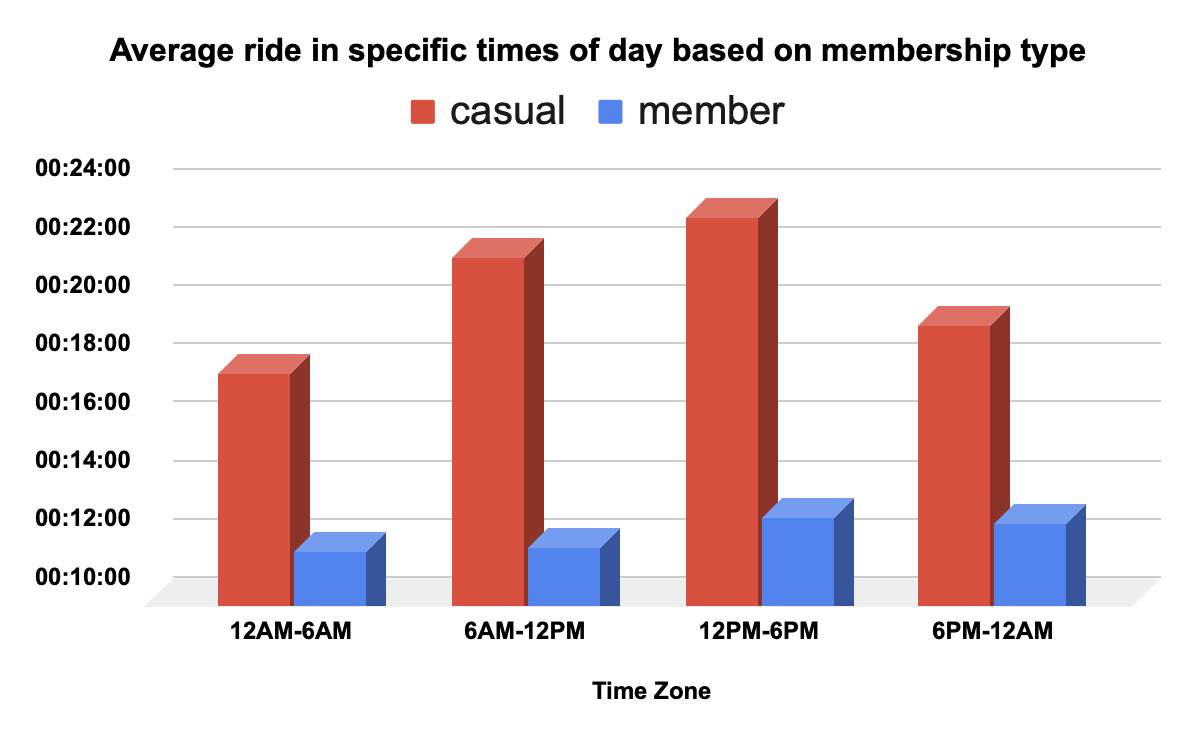 Average ride in specific times of day based on membership type
casual member
00:24:00
00:22:00
00:20:00
00:18:00
00:16:00
00:14:00
00:12:00
00:10:00
12AM-6AM 6AM-12PM 12PM-6PM 6PM-12AM
Time Zone